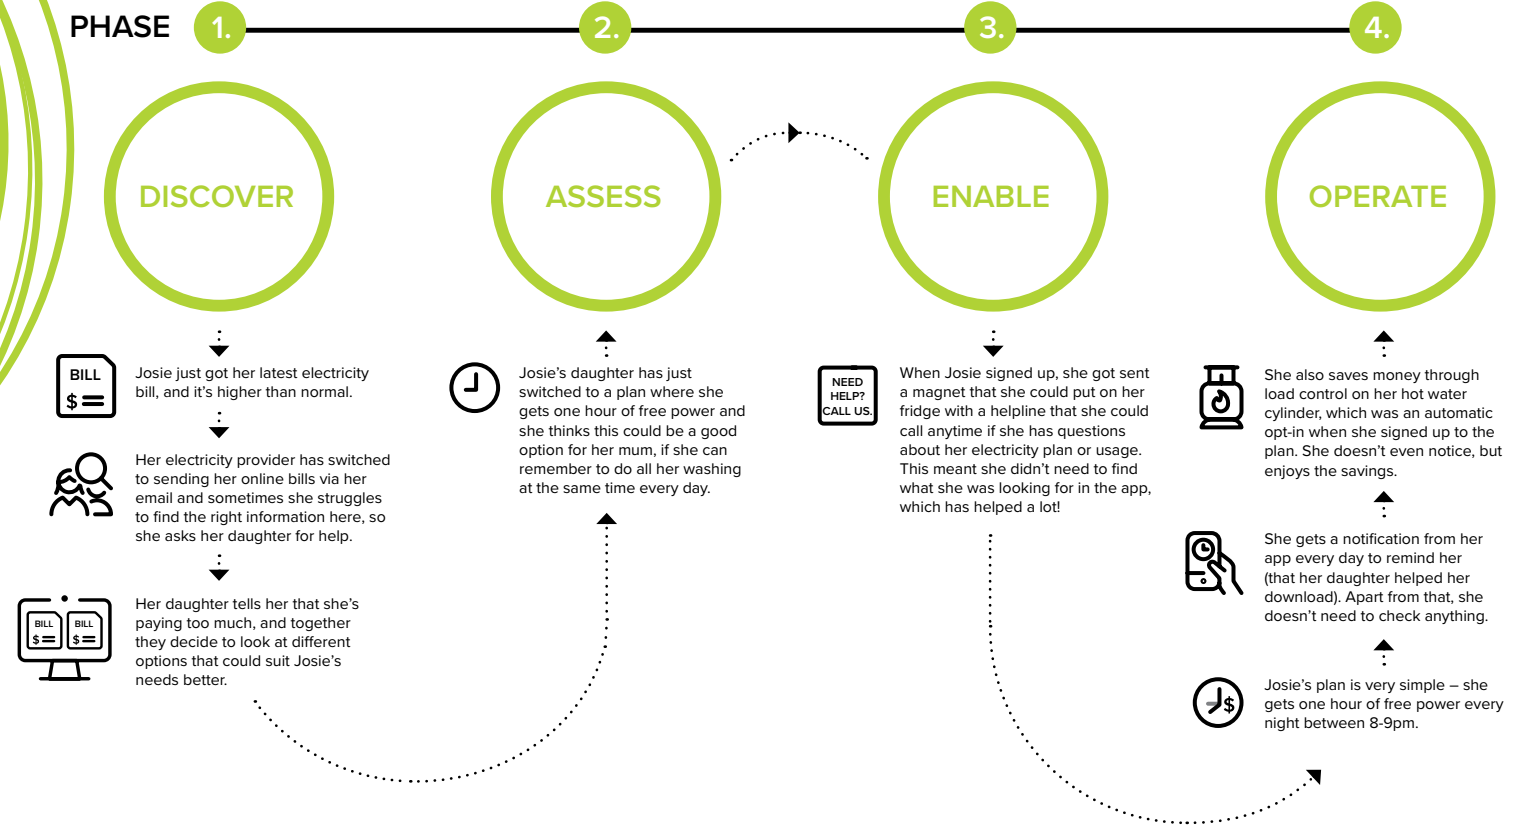 PHASE 1. 2. 3. 4.
DISCOVER
BILL
$
Josie just got her latest electricity
bill, and it's higher than normal.
Her electricity provider has switched
to sending her online bills via her
email and sometimes she struggles
to find the right information here, so
she asks her daughter for help.
BILL BILL
$ $
Her daughter tells her that she's
paying too much, and together
they decide to look at different
options that could suit Josie's
needs better.
ASSESS
Josie's daughter has just
switched to a plan where she
gets one hour of free power and
she thinks this could be a good
option for her mum, if she can
remember to do all her washing
at the same time every day.
ENABLE
NEED
HELP?
CALL US.
When Josie signed up, she got sent
a magnet that she could put on her
fridge with a helpline that she could
call anytime if she has questions
about her electricity plan or usage.
This meant she didn't need to find
what she was looking for in the app,
which has helped a lot!
OPERATE
She also saves money through
load control on her hot water
cylinder, which was an automatic
opt-in when she signed up to the
plan. She doesn't even notice, but
enjoys the savings.
She gets a notification from her
app every day to remind her
(that her daughter helped her
download). Apart from that, she
doesn't need to check anything.
$
Josie's plan is very simple – she
gets one hour of free power every
night between 8-9pm.